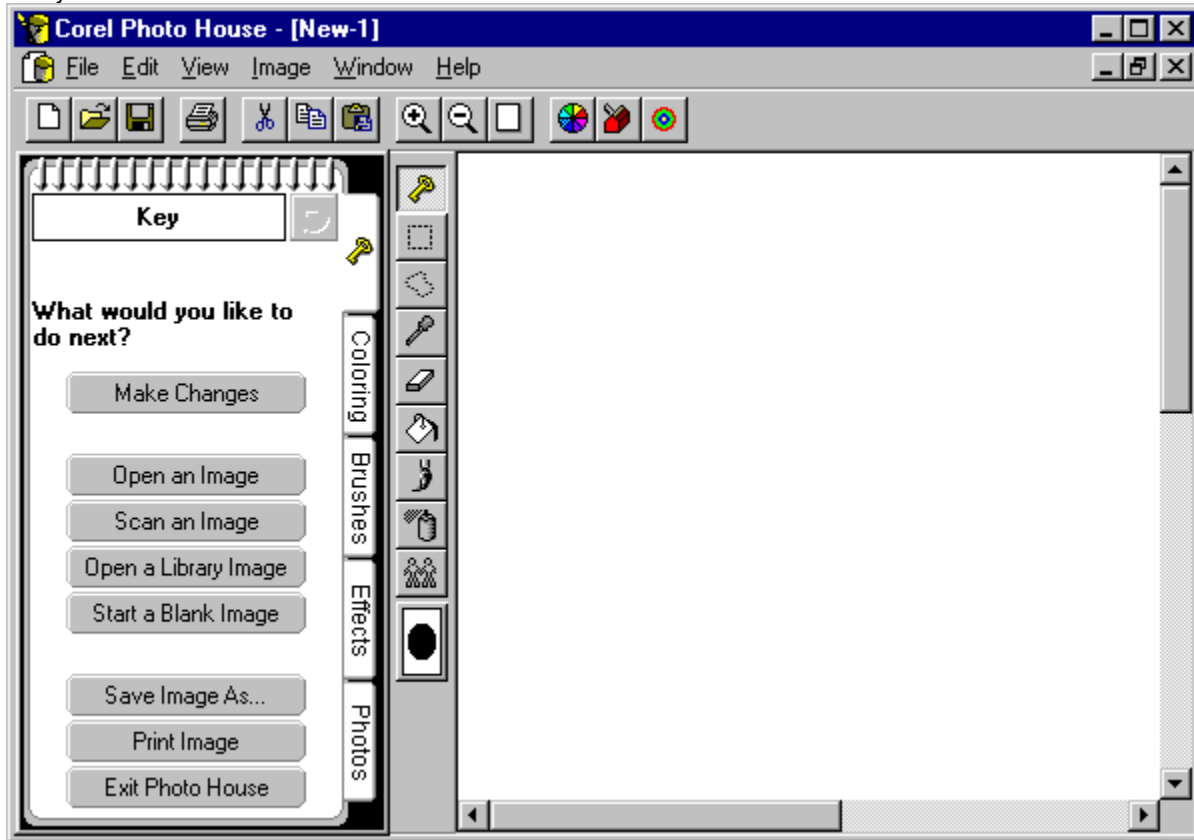 Corel Photo House - [New-1]
File Edit View Image Window Help
Key
What would you like to
do next?
Make Changes
Open an Image
Scan an Image
Open a Library Image
Start a Blank Image
Save Image As...
Print Image
Exit Photo House
Coloring
Brushes
Effects
Photos